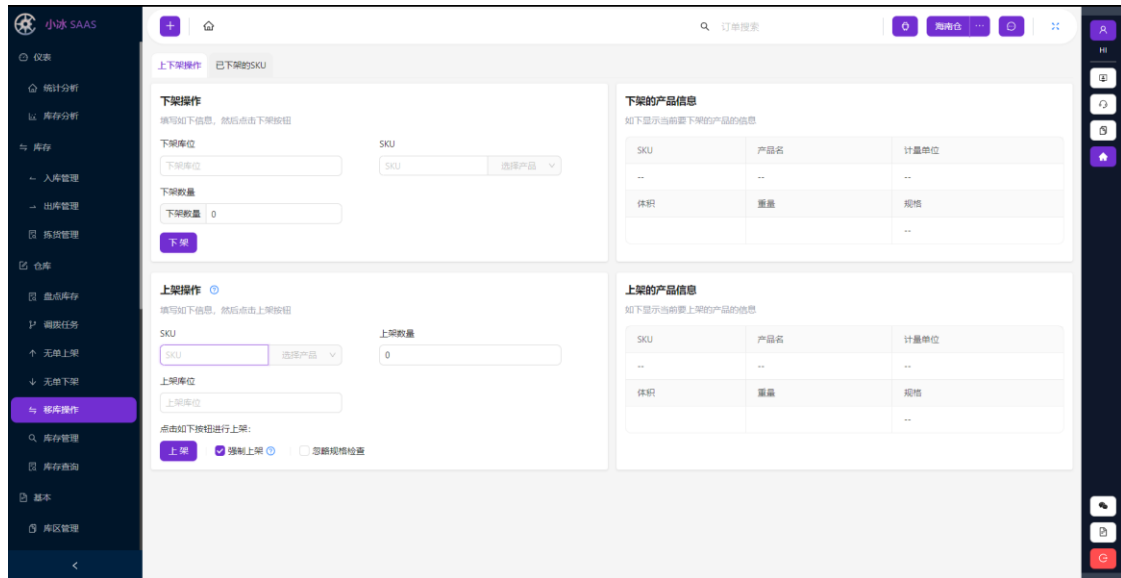 小冰 SAAS
仪表
统计分析
库存分析
库存
入库管理
出库管理
拣货管理
仓库
盘点库存
调拨任务
无单上架
无单下架
移库操作
库存管理
库存查询
基本
库区管理
订单搜索
海南仓
HI
上下架操作 已下架的SKU
下架操作
填写如下信息，然后点击下架按钮
下架库位 SKU
下架库位 SKU 选择产品
下架数量
下架数量 0
下 架
下架的产品信息
如下显示当前要下架的产品的信息
SKU 产品名 计量单位
-- -- --
体积 重量 规格
--
上架操作
填写如下信息，然后点击上架按钮
SKU 上架数量
SKU 选择产品 0
上架库位
上架库位
点击如下按钮进行上架:
上 架 强制上架 忽略规格检查
上架的产品信息
如下显示当前要上架的产品的信息
SKU 产品名 计量单位
-- -- --
体积 重量 规格
--